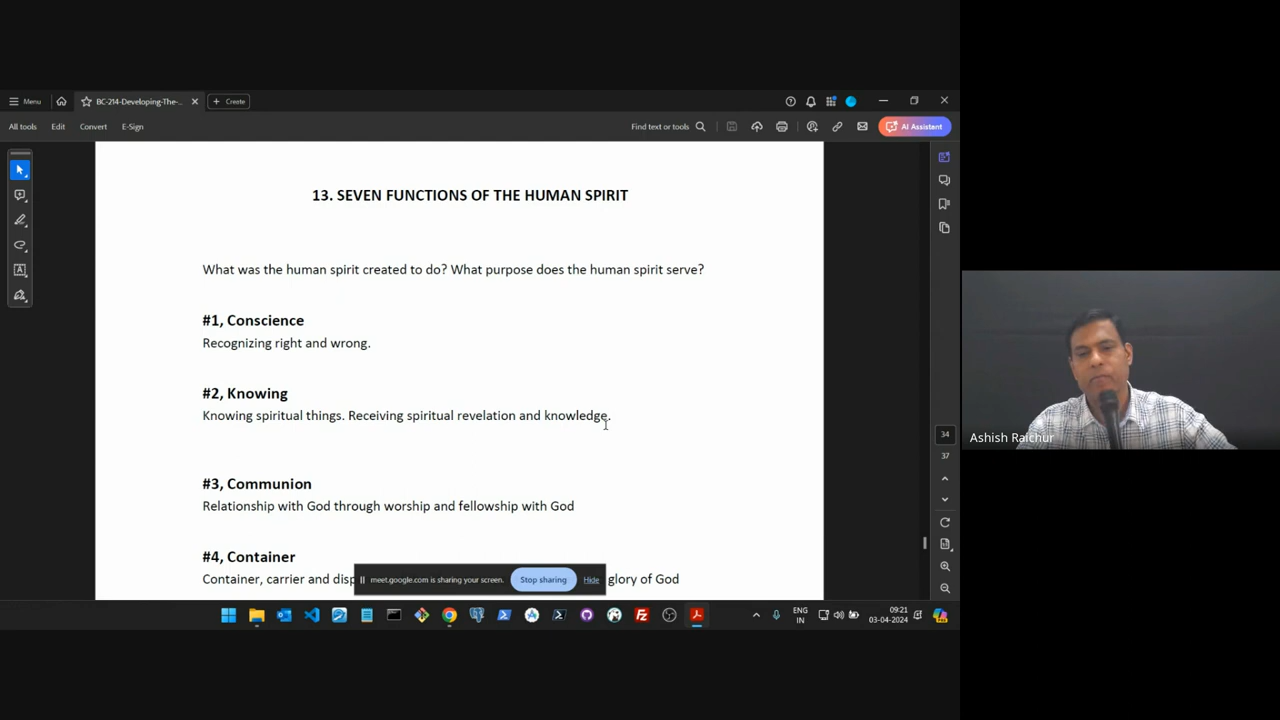 Menu
BC-214-Developing-The-...
Create
All tools
Edit
Convert
E-Sign
Find text or tools
AI Assistant
13. SEVEN FUNCTIONS OF THE HUMAN SPIRIT
What was the human spirit created to do? What purpose does the human spirit serve?
#1, Conscience
Recognizing right and wrong.
#2, Knowing
Knowing spiritual things. Receiving spiritual revelation and knowledge.
#3, Communion
Relationship with God through worship and fellowship with God
#4, Container
Container, carrier and disp
glory of God
meet.google.com is sharing your screen.
Stop sharing
Hide
34
37
Ashish Raichur
ENG
IN
09:21
03-04-2024